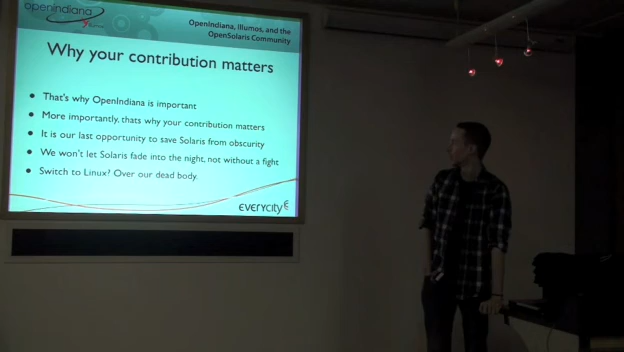 openindiana
OpenIndiana, Illumos, and the
OpenSolaris Community
Why your contribution matters
• That's why OpenIndiana is important
• More importantly, thats why your contribution matters
• It is our last opportunity to save Solaris from obscurity
• We won't let Solaris fade into the night, not without a fight
• Switch to Linux? Over our dead body.
everycity